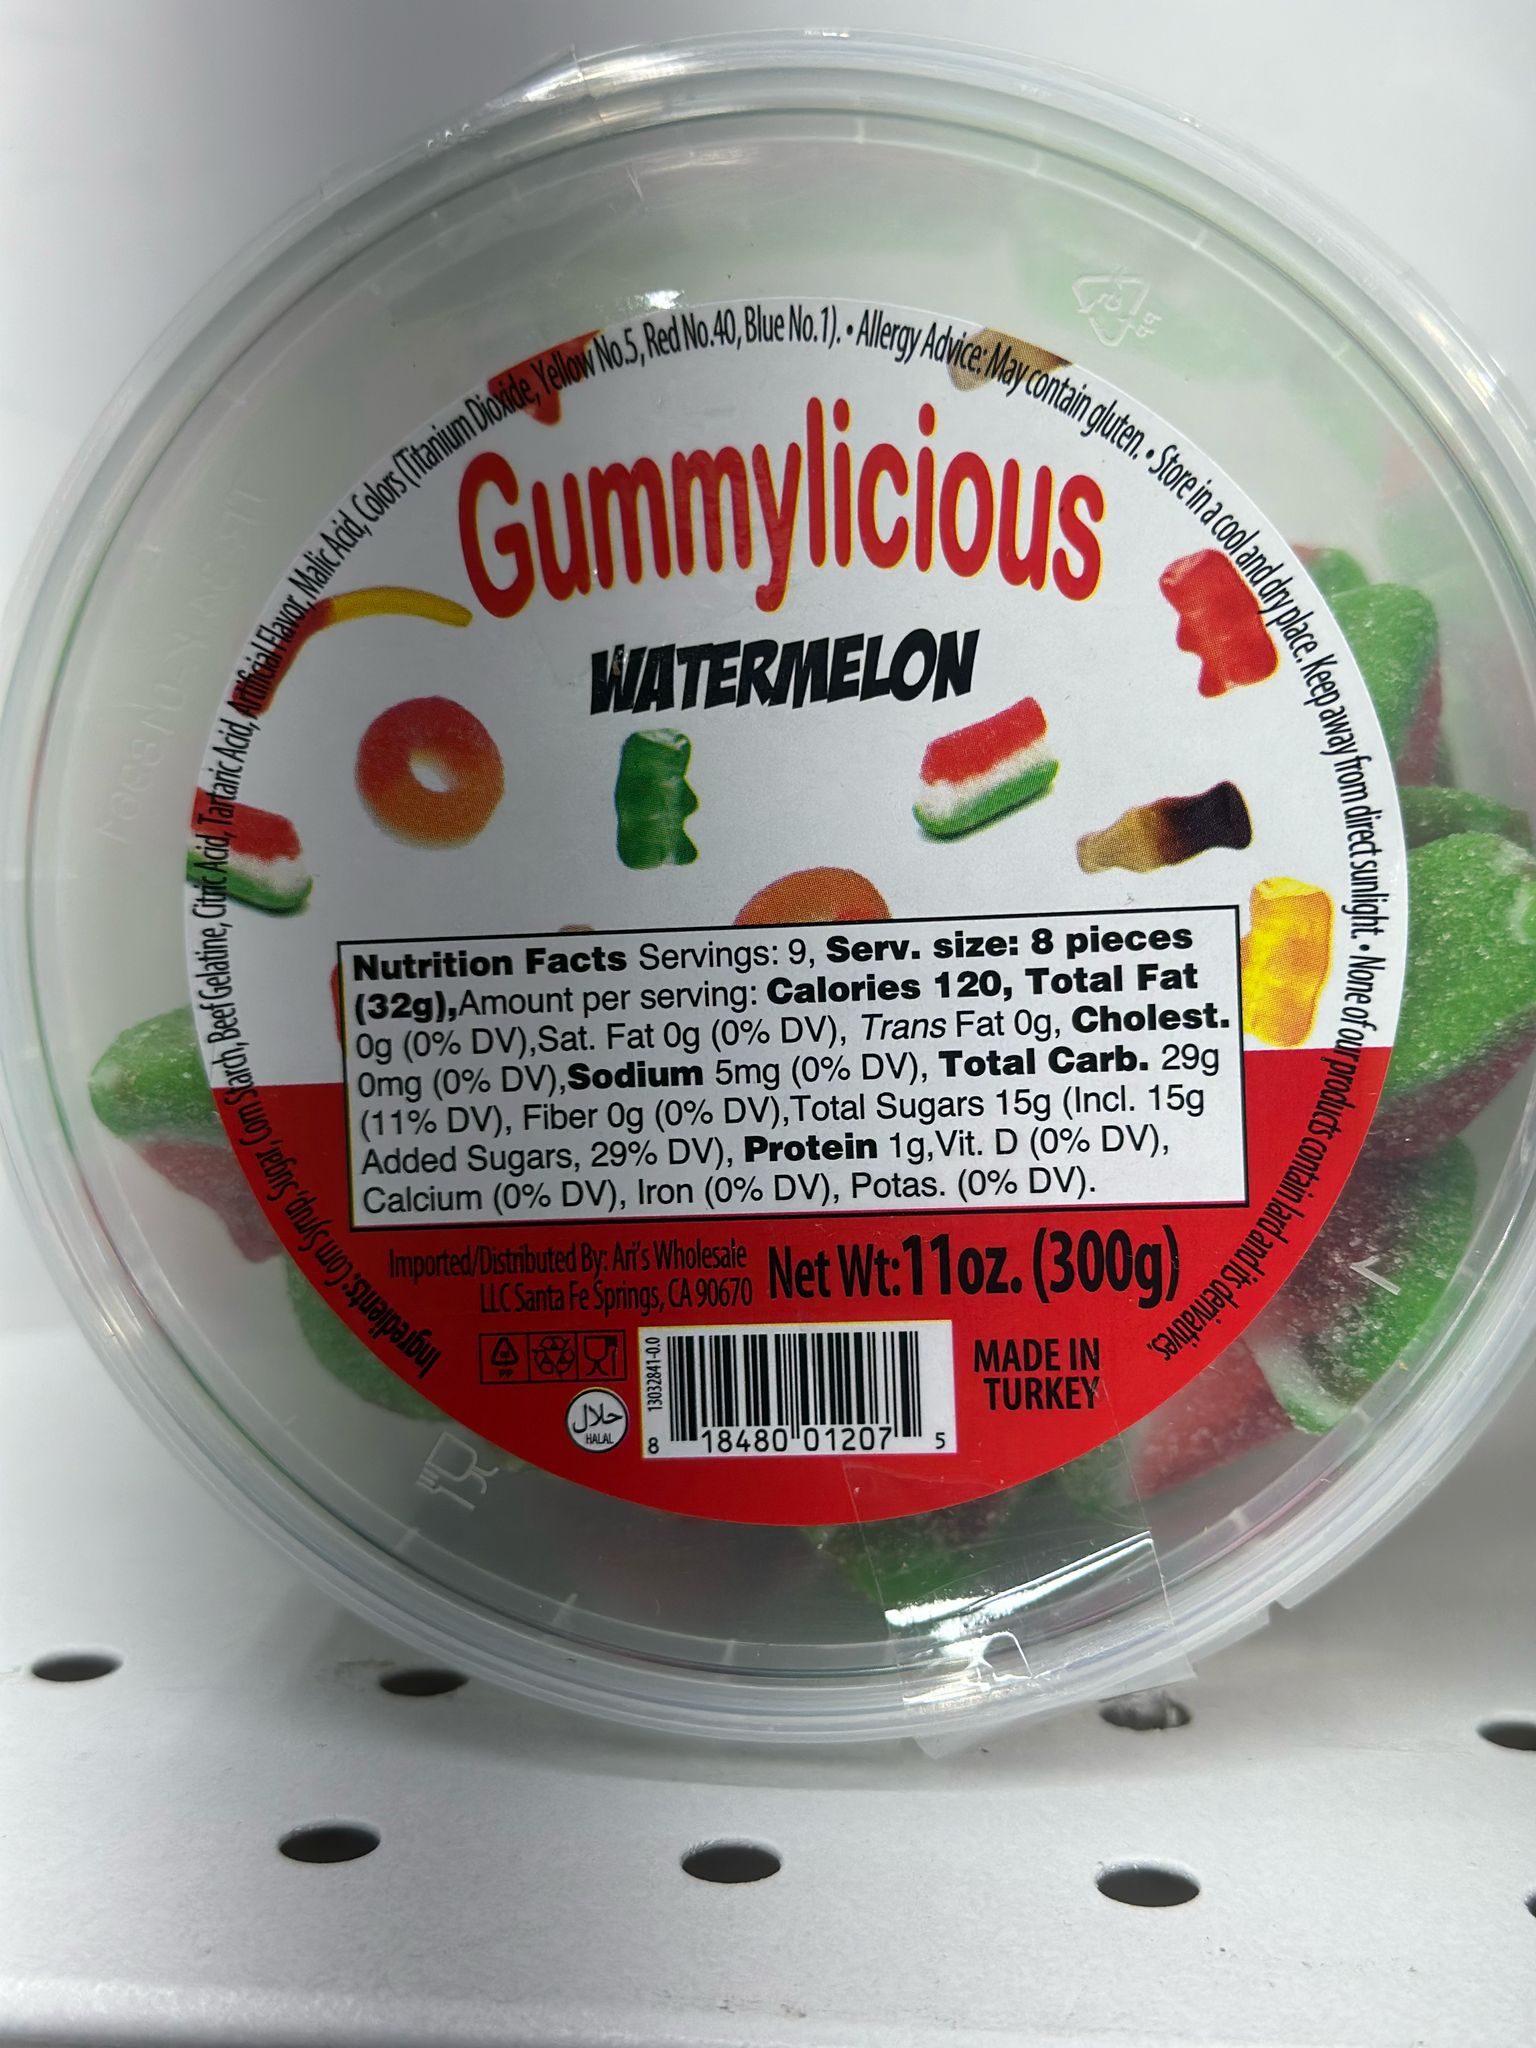 Ingredients: Corn Syrup, Sugar, Corn Starch, Beef Gelatine, Citric Acid, Tartaric Acid, Artificial Flavor, Malic Acid, Colors (Titanium Dioxide, Yellow No.5, Red No.40, Blue No.1). • Allergy Advice: May contain gluten. • Store in a cool and dry place. Keep away from direct sunlight. • None of our products contain lard and its derivatives.
Gummylicious
WATERMELON
Nutrition Facts Servings: 9, Serv. size: 8 pieces
(32g),Amount per serving: Calories 120, Total Fat
0g (0% DV),Sat. Fat 0g (0% DV), Trans Fat 0g, Cholest.
0mg (0% DV),Sodium 5mg (0% DV), Total Carb. 29g
(11% DV), Fiber 0g (0% DV),Total Sugars 15g (Incl. 15g
Added Sugars, 29% DV), Protein 1g,Vit. D (0% DV),
Calcium (0% DV), Iron (0% DV), Potas. (0% DV).
Imported/Distributed By: Ari's Wholesale
LLC Santa Fe Springs, CA 90670
Net Wt:11oz. (300g)
PP
حلال
HALAL
13032841-0.0
8 18480 01207 5
MADE IN
TURKEY